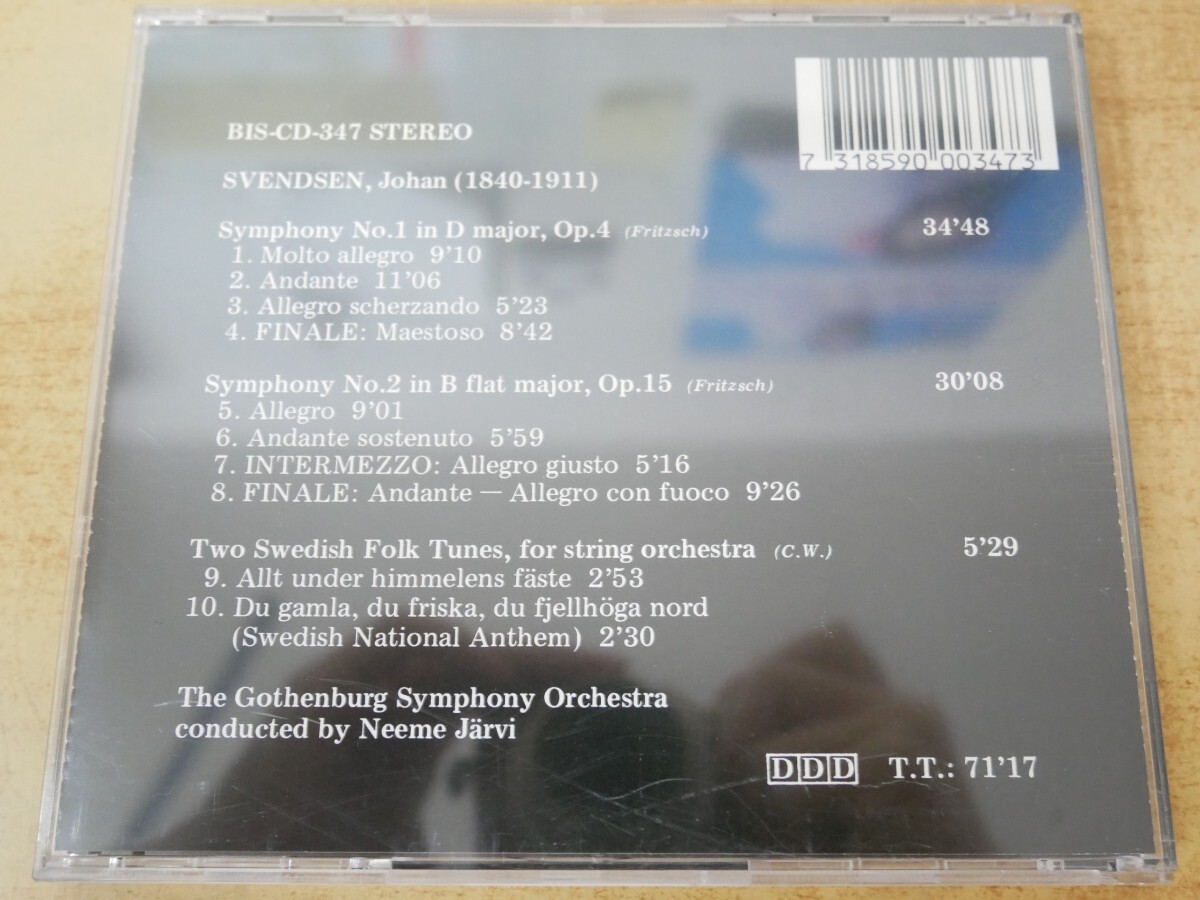 7 318590 003473
BIS-CD-347 STEREO
SVENDSEN, Johan (1840-1911)
Symphony No.1 in D major, Op.4 (Fritzsch) 34'48
1. Molto allegro 9'10
2. Andante 11'06
3. Allegro scherzando 5'23
4. FINALE: Maestoso 8'42
Symphony No.2 in B flat major, Op.15 (Fritzsch) 30'08
5. Allegro 9'01
6. Andante sostenuto 5'59
7. INTERMEZZO: Allegro giusto 5'16
8. FINALE: Andante — Allegro con fuoco 9'26
Two Swedish Folk Tunes, for string orchestra (C.W.) 5'29
9. Allt under himmelens fäste 2'53
10. Du gamla, du friska, du fjellhöga nord
(Swedish National Anthem) 2'30
The Gothenburg Symphony Orchestra
conducted by Neeme Järvi
DDD T.T.: 71'17